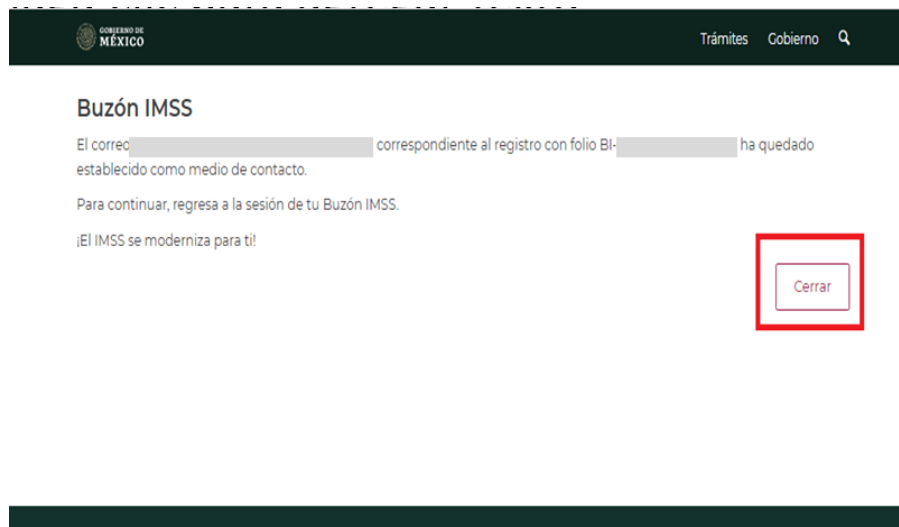 GOBIERNO DE
MÉXICO
Trámites Gobierno
Buzón IMSS
El correo correspondiente al registro con folio BI- ha quedado
establecido como medio de contacto.
Para continuar, regresa a la sesión de tu Buzón IMSS.
¡El IMSS se moderniza para ti!
Cerrar